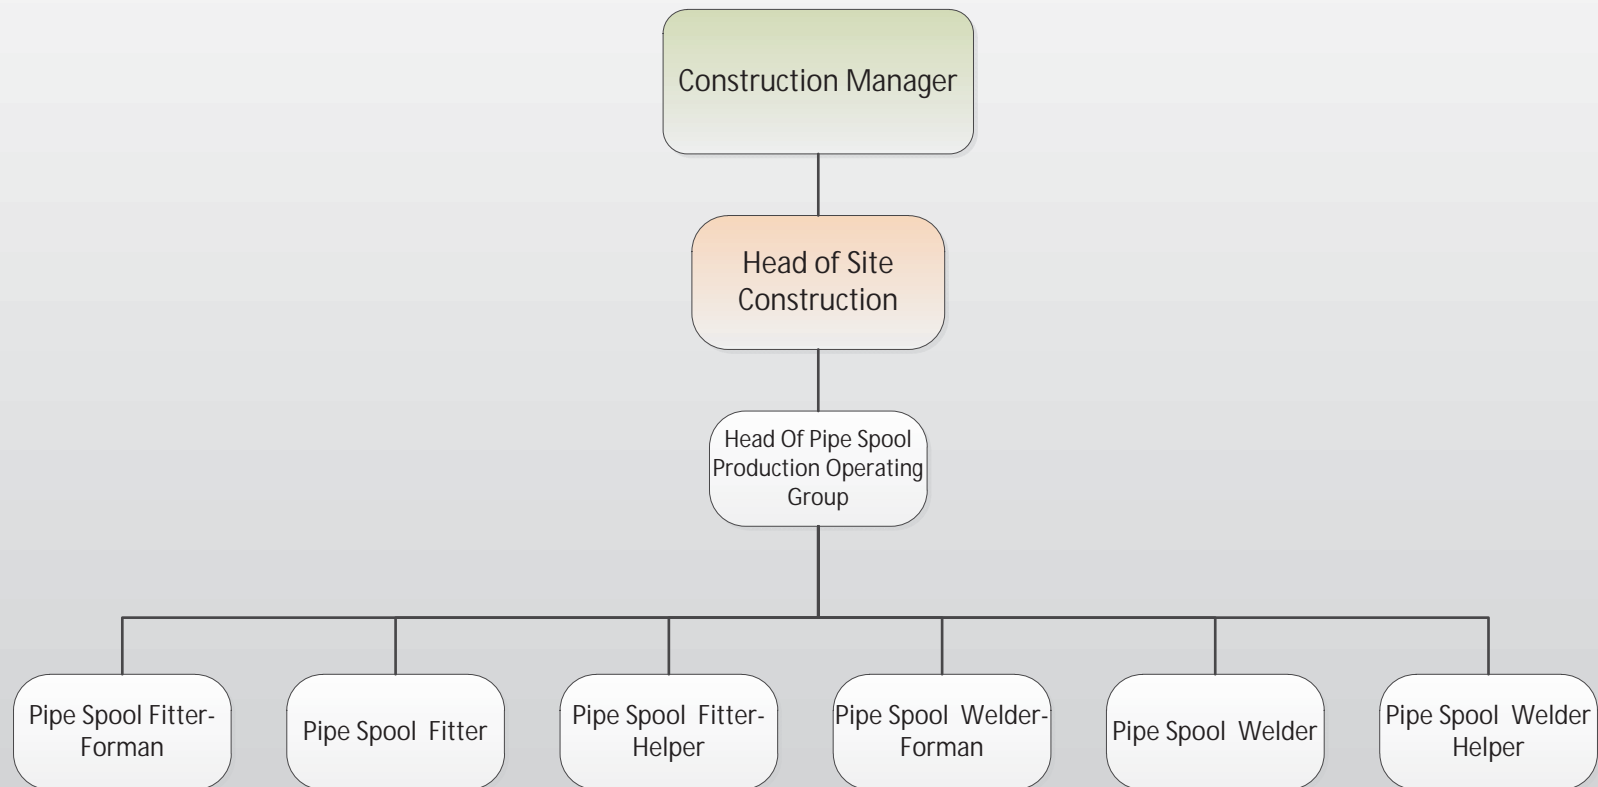 Construction Manager
Head of Site
Construction
Head Of Pipe Spool
Production Operating
Group
Pipe Spool Fitter-
Forman
Pipe Spool  Fitter
Pipe Spool  Fitter-
Helper
Pipe Spool  Welder-
Forman
Pipe Spool  Welder
Pipe Spool  Welder
Helper